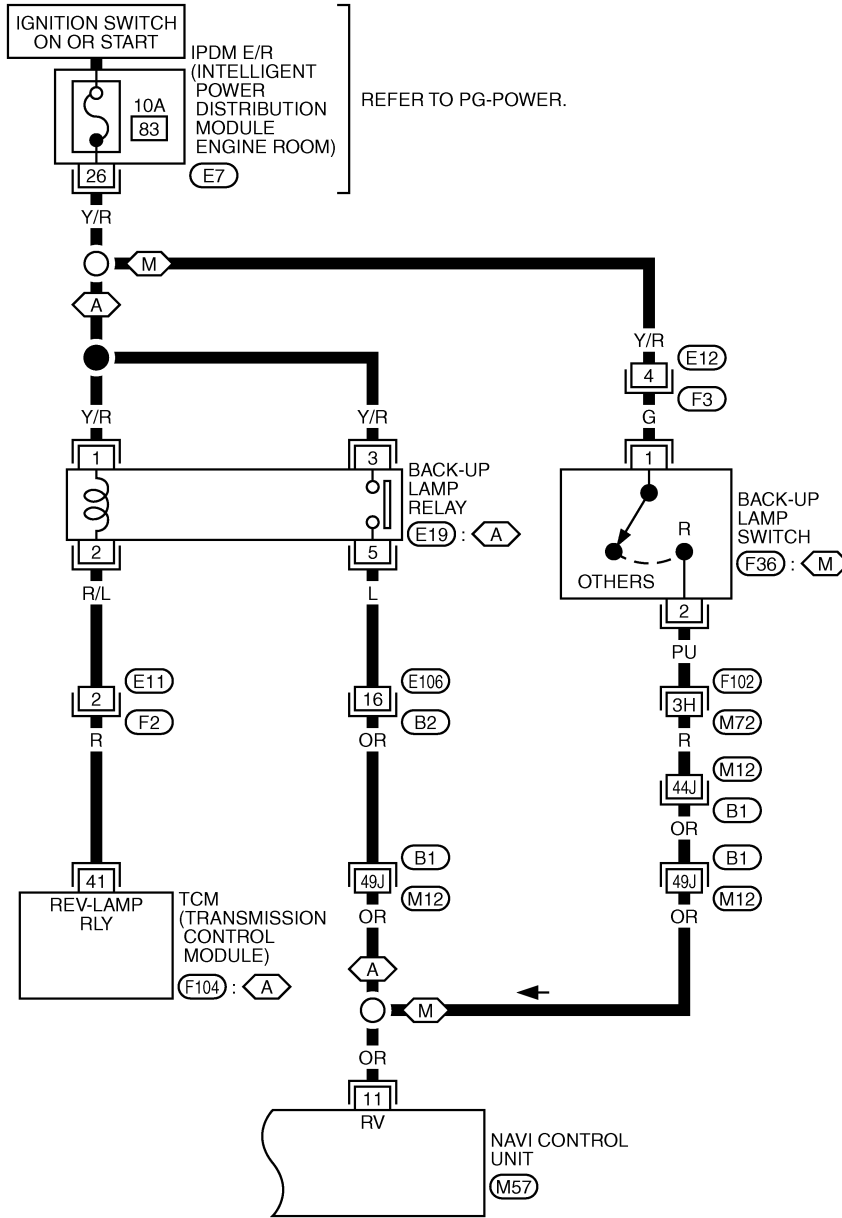 IGNITION SWITCH
ON OR START
IPDM E/R
(INTELLIGENT
POWER
DISTRIBUTION
MODULE
ENGINE ROOM)
10A
83
REFER TO PG-POWER.
26
E7
Y/R
M
A
Y/R
4
E12
F3
G
Y/R
Y/R
1
3
1
BACK-UP
LAMP
RELAY
E19 : A
2
5
BACK-UP
LAMP
SWITCH
F36 : M
R
OTHERS
2
R/L
L
PU
2
E11
F2
R
16
E106
B2
OR
3H
F102
M72
R
44J
M12
B1
OR
41
REV-LAMP
RLY
TCM
(TRANSMISSION
CONTROL
MODULE)
F104 : A
49J
B1
M12
OR
49J
B1
M12
OR
A
M
OR
11
RV
NAVI CONTROL
UNIT
M57